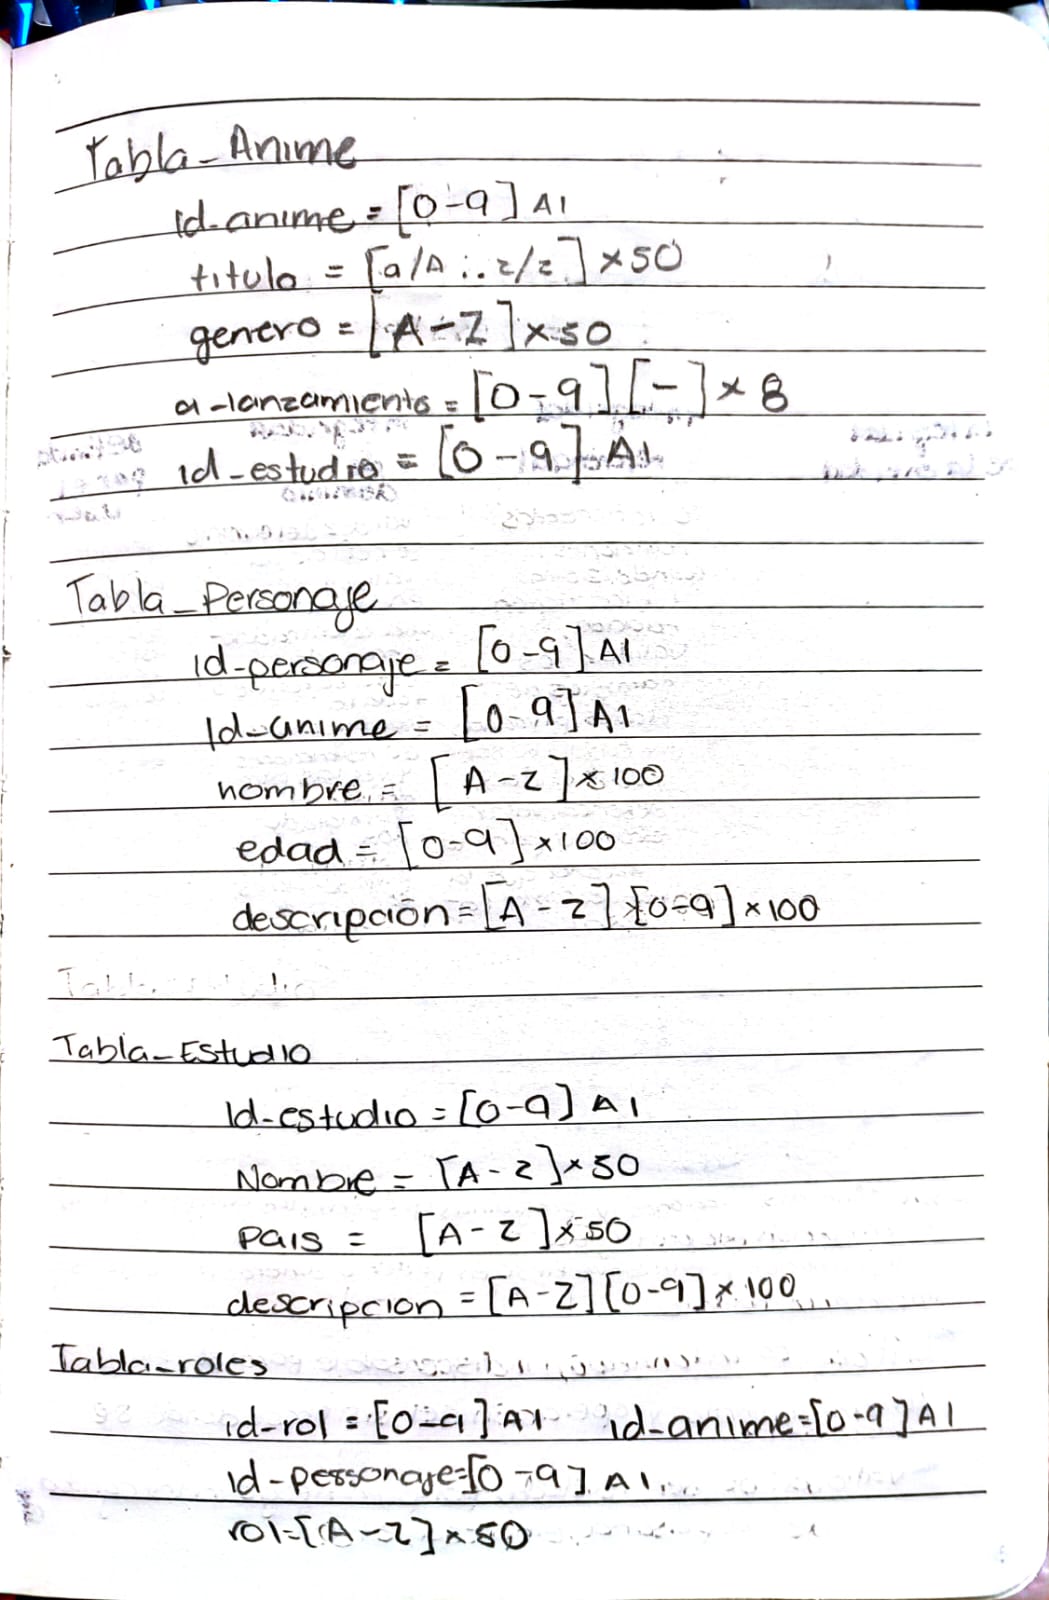 Tabla_Anime
id-anime = [0-9] AI
titulo = [a/A ... z/z] x50
genero = [A-Z] x50
a-lanzamiento = [0-9][-] x 8
id_estudio = [0-9] AI
Tabla_Personaje
id-personaje = [0-9] AI
Id-anime = [0-9] AI
nombre = [A-Z] x 100
edad = [0-9] x100
descripción = [A-Z] [0-9] x 100
Tabla_Estudio
Id-estudio = [0-9] AI
Nombre = [A-Z] x 50
Pais = [A-Z] x 50
descripcion = [A-Z][0-9] x 100
Tabla_roles
id-rol = [0-9] AI id_anime = [0-9] AI
id-personaje = [0-9] AI
rol = [A-Z] x 50